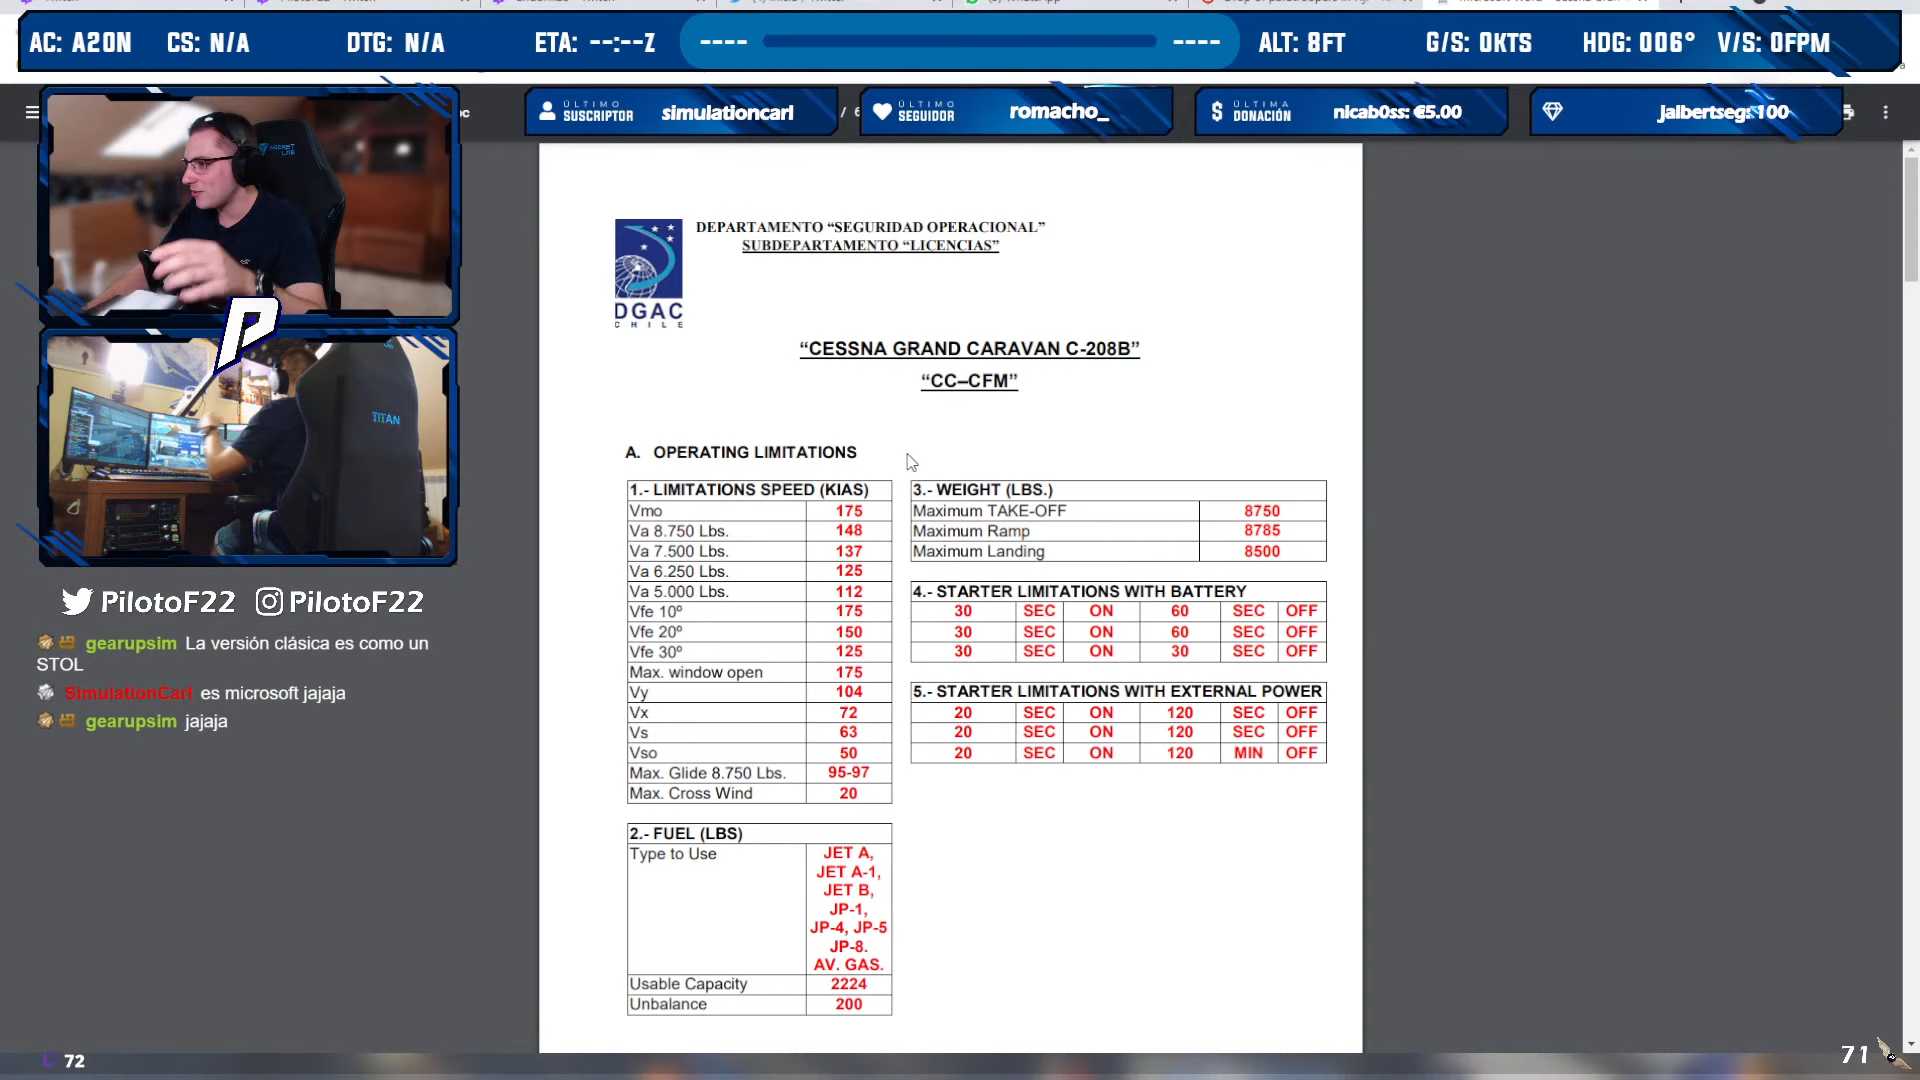 AC: A20N CS: N/A DTG: N/A ETA: --:--Z ---- ---- ALT: 8FT G/S: 0KTS HDG: 006° V/S: 0FPM
ÚLTIMO SUSCRIPTOR simulationcarl
ÚLTIMO SEGUIDOR romacho_
ÚLTIMA DONACIÓN nicab0ss: €5.00
Jalbertseg: 100
SECRET LAB
TITAN
P
PilotoF22 PilotoF22
gearupsim La versión clásica es como un
STOL
SimulationCarl es microsoft jajaja
gearupsim jajaja
DEPARTAMENTO “SEGURIDAD OPERACIONAL”
SUBDEPARTAMENTO “LICENCIAS”
DGAC
CHILE
“CESSNA GRAND CARAVAN C-208B”
“CC–CFM”
A. OPERATING LIMITATIONS
1.- LIMITATIONS SPEED (KIAS)
Vmo 175
Va 8.750 Lbs. 148
Va 7.500 Lbs. 137
Va 6.250 Lbs. 125
Va 5.000 Lbs. 112
Vfe 10º 175
Vfe 20º 150
Vfe 30º 125
Max. window open 175
Vy 104
Vx 72
Vs 63
Vso 50
Max. Glide 8.750 Lbs. 95-97
Max. Cross Wind 20
2.- FUEL (LBS)
Type to Use JET A,
JET A-1,
JET B,
JP-1,
JP-4, JP-5
JP-8.
AV. GAS.
Usable Capacity 2224
Unbalance 200
3.- WEIGHT (LBS.)
Maximum TAKE-OFF 8750
Maximum Ramp 8785
Maximum Landing 8500
4.- STARTER LIMITATIONS WITH BATTERY
30 SEC ON 60 SEC OFF
30 SEC ON 60 SEC OFF
30 SEC ON 30 SEC OFF
5.- STARTER LIMITATIONS WITH EXTERNAL POWER
20 SEC ON 120 SEC OFF
20 SEC ON 120 SEC OFF
20 SEC ON 120 MIN OFF
72
71